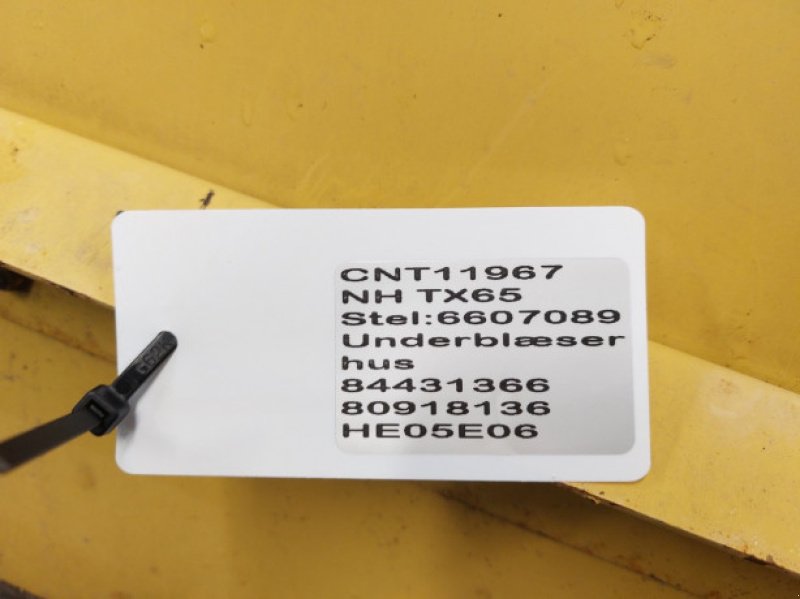 CNT11967
NH TX65
Stel:6607089
Underblæser
hus
84431366
80918136
HE05E06